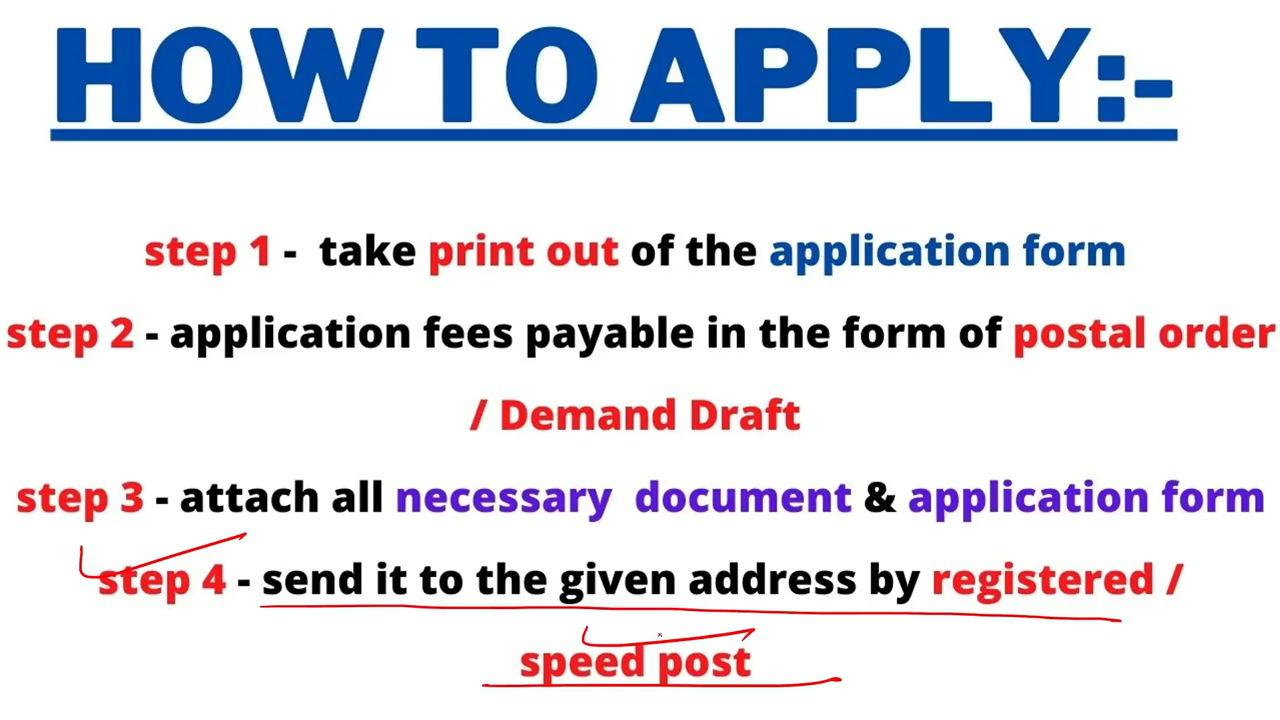 HOW TO APPLY:-
step 1 - take print out of the application form
step 2 - application fees payable in the form of postal order
/ Demand Draft
step 3 - attach all necessary document & application form
step 4 - send it to the given address by registered /
speed post